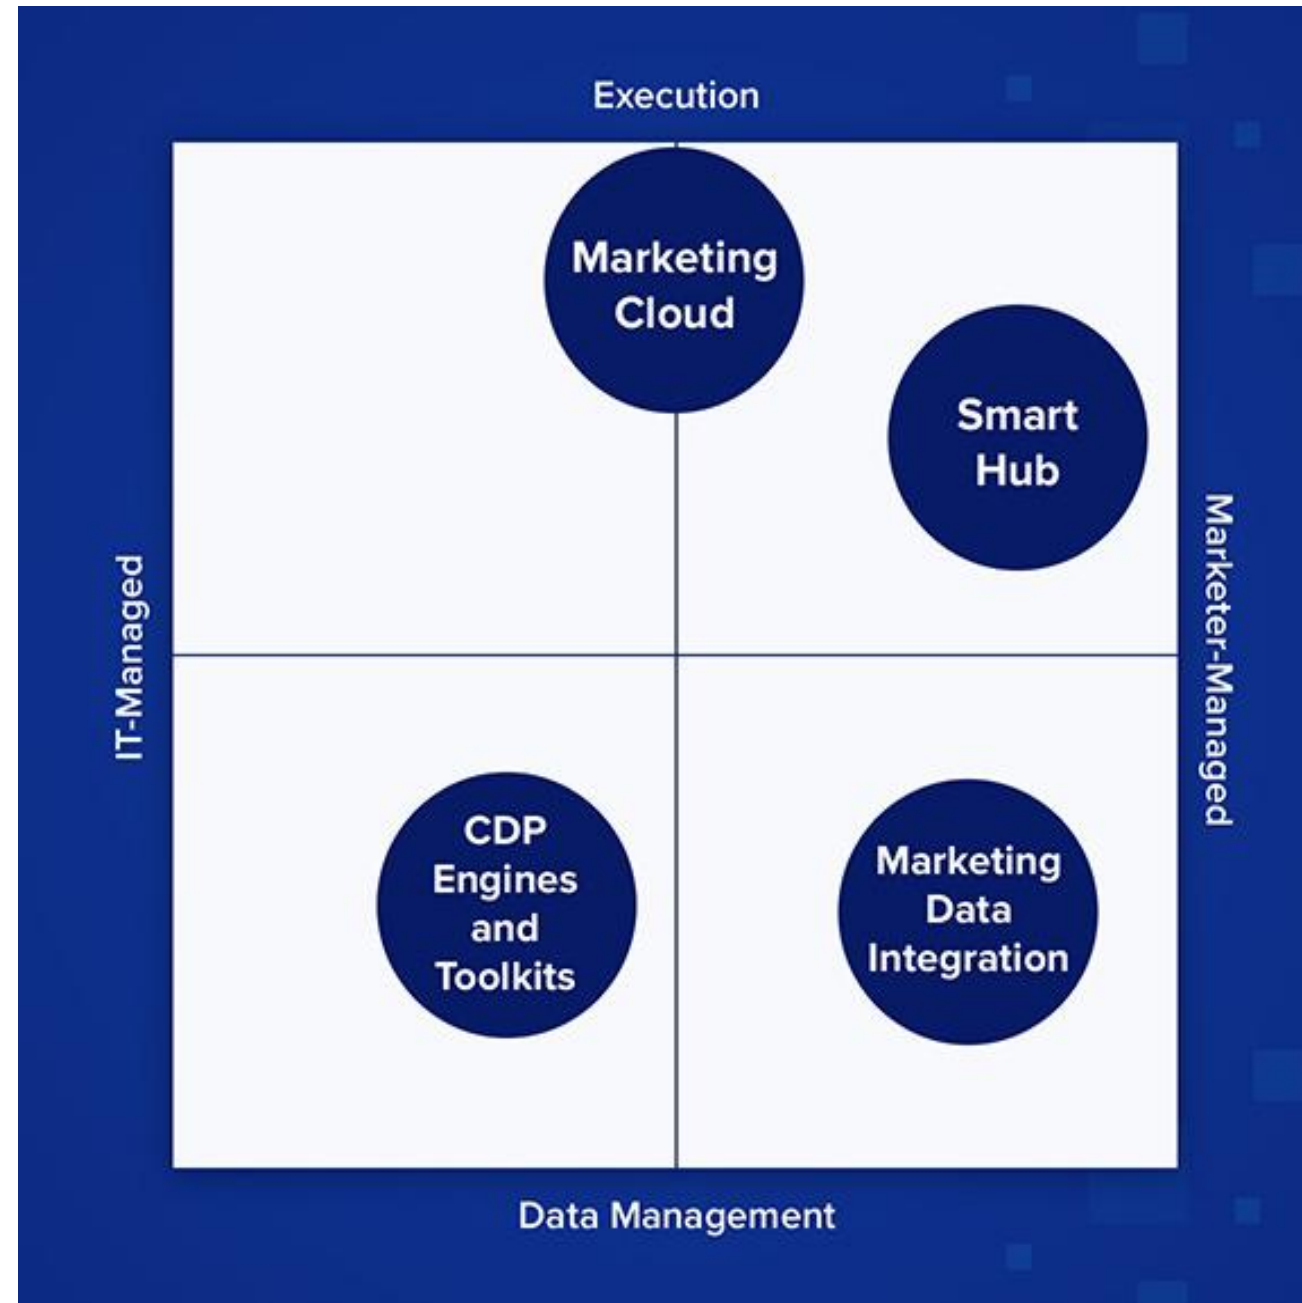 Execution
Marketing
Cloud
Smart
Hub
IT-Managed
Marketer-Managed
CDP
Engines
and
Toolkits
Marketing
Data
Integration
Data Management